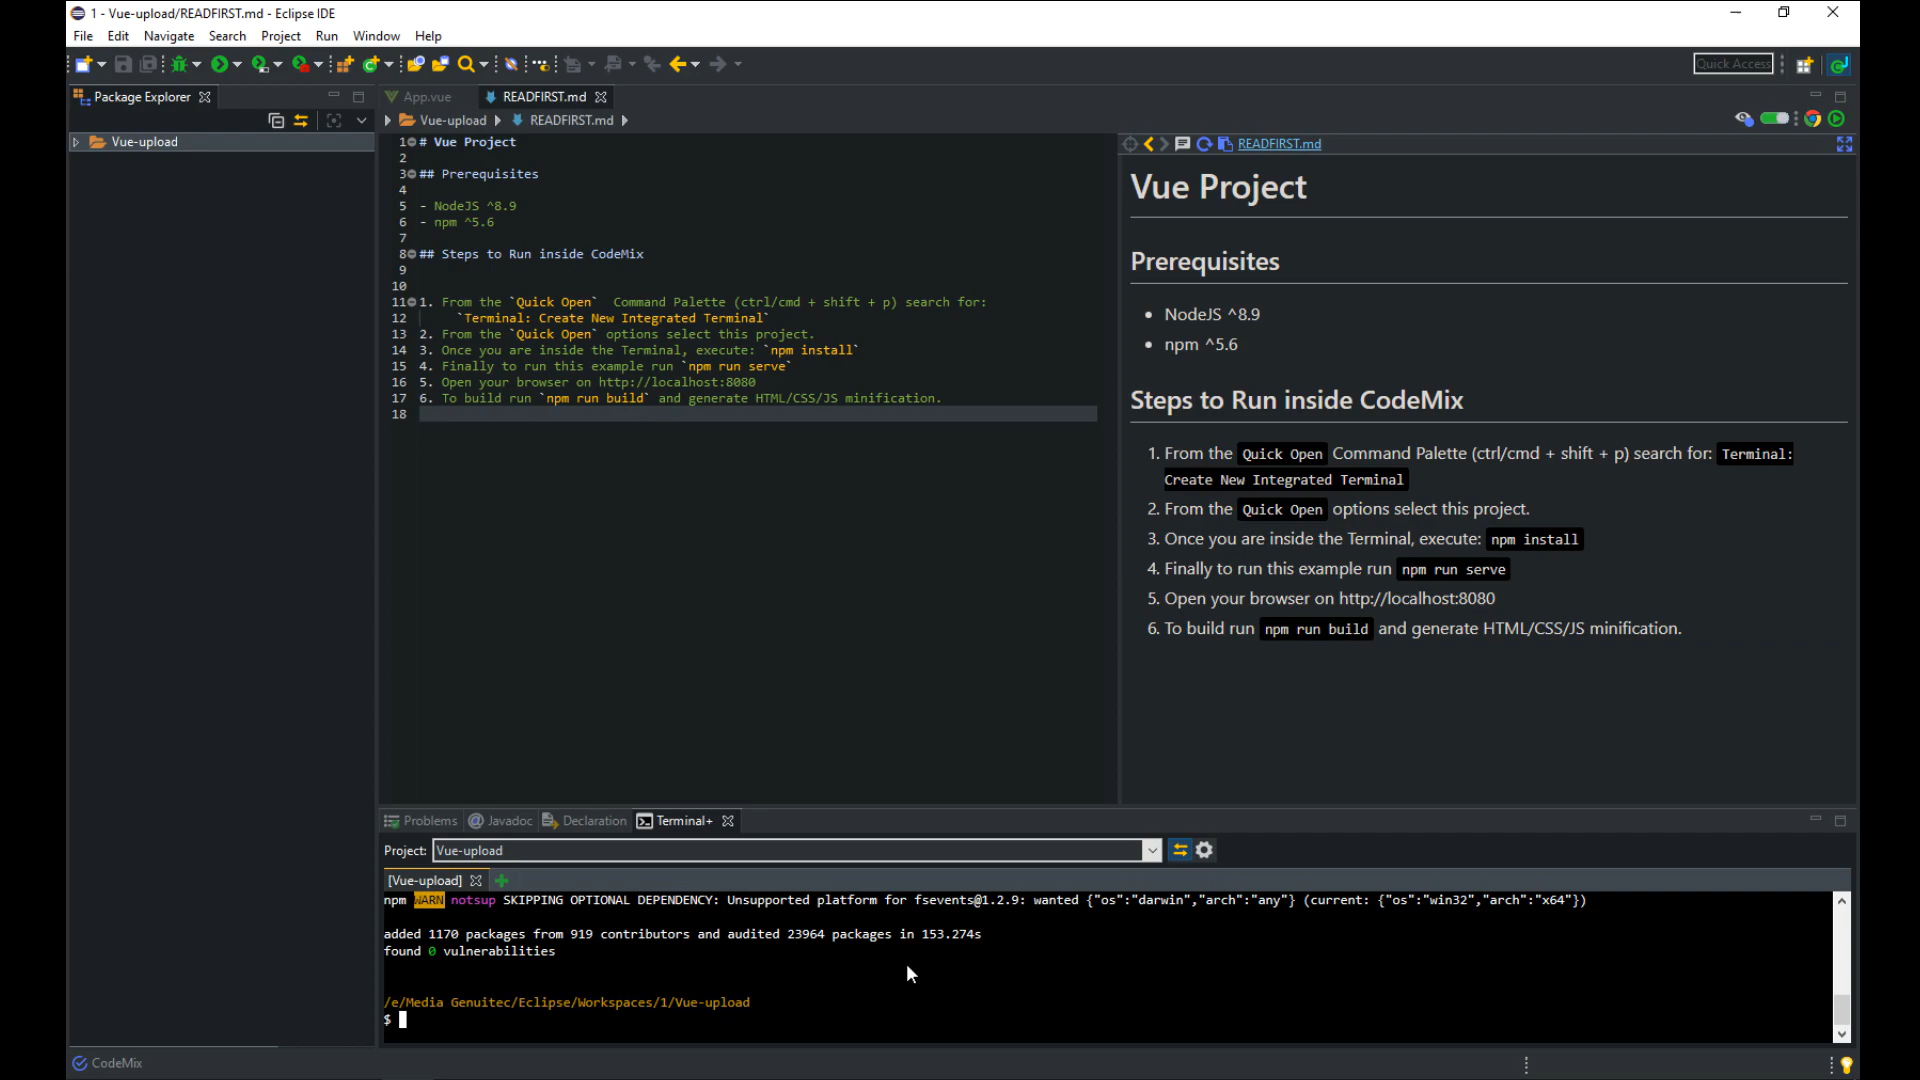 1 - Vue-upload/READFIRST.md - Eclipse IDE
File Edit Navigate Search Project Run Window Help
Quick Access
Package Explorer
Vue-upload
App.vue
READFIRST.md
Vue-upload READFIRST.md
1 # Vue Project
2
3 ## Prerequisites
4
5 - NodeJS ^8.9
6 - npm ^5.6
7
8 ## Steps to Run inside CodeMix
9
10
11 1. From the `Quick Open`  Command Palette (ctrl/cmd + shift + p) search for:
12 `Terminal: Create New Integrated Terminal`
13 2. From the `Quick Open` options select this project.
14 3. Once you are inside the Terminal, execute: `npm install`
15 4. Finally to run this example run `npm run serve`
16 5. Open your browser on http://localhost:8080
17 6. To build run `npm run build` and generate HTML/CSS/JS minification.
18
READFIRST.md
Vue Project
Prerequisites
• NodeJS ^8.9
• npm ^5.6
Steps to Run inside CodeMix
1. From the Quick Open Command Palette (ctrl/cmd + shift + p) search for: Terminal:
Create New Integrated Terminal
2. From the Quick Open options select this project.
3. Once you are inside the Terminal, execute: npm install
4. Finally to run this example run npm run serve
5. Open your browser on http://localhost:8080
6. To build run npm run build and generate HTML/CSS/JS minification.
Problems @ Javadoc Declaration Terminal+
Project: Vue-upload
[Vue-upload]
npm WARN notsup SKIPPING OPTIONAL DEPENDENCY: Unsupported platform for fsevents@1.2.9: wanted {"os":"darwin","arch":"any"} (current: {"os":"win32","arch":"x64"})
added 1170 packages from 919 contributors and audited 23964 packages in 153.274s
found 0 vulnerabilities
/e/Media Genuitec/Eclipse/Workspaces/1/Vue-upload
$
CodeMix